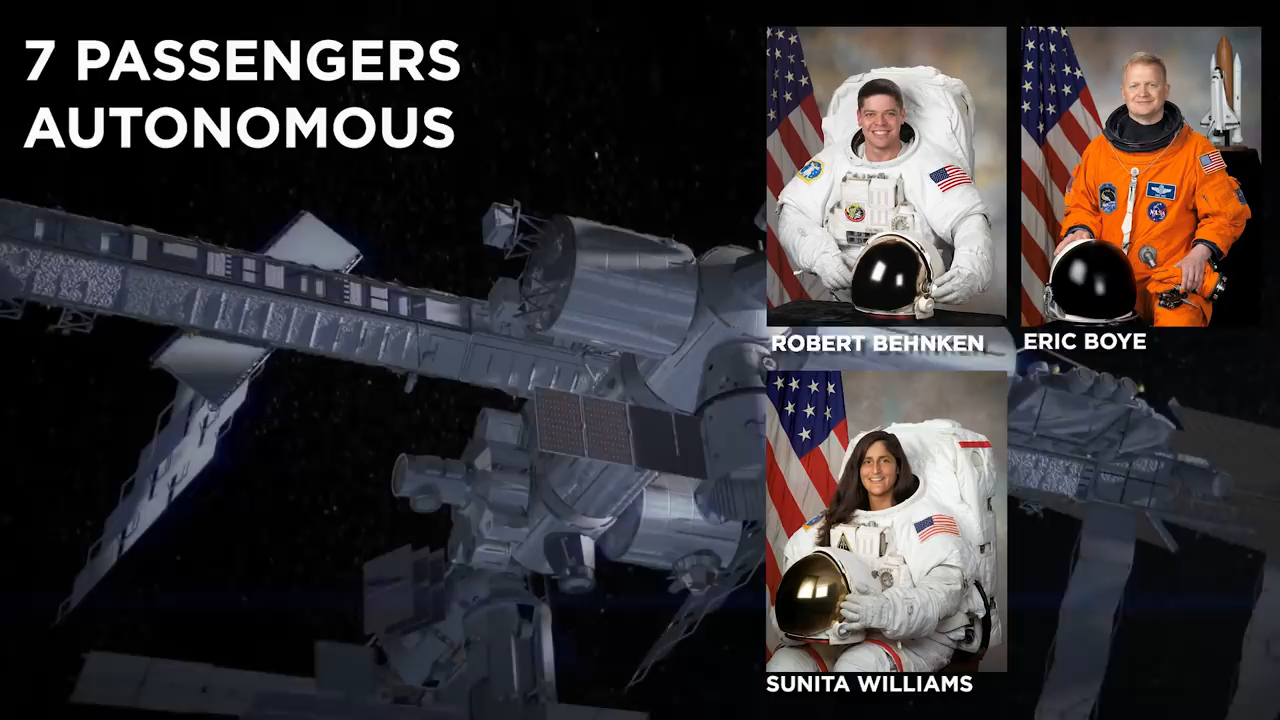 7 PASSENGERS
AUTONOMOUS
ROBERT BEHNKEN
ERIC BOYE
SUNITA WILLIAMS